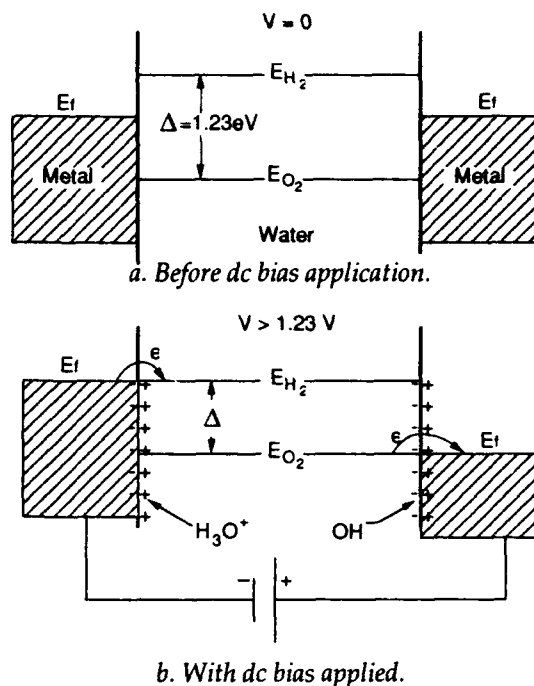 V = 0
E_H2
Ef
Ef
Δ=1.23eV
Metal
Metal
E_O2
Water
a. Before dc bias application.
V > 1.23 V
Ef
e
E_H2
Δ
e
Ef
E_O2
H3O+
OH
- +
b. With dc bias applied.